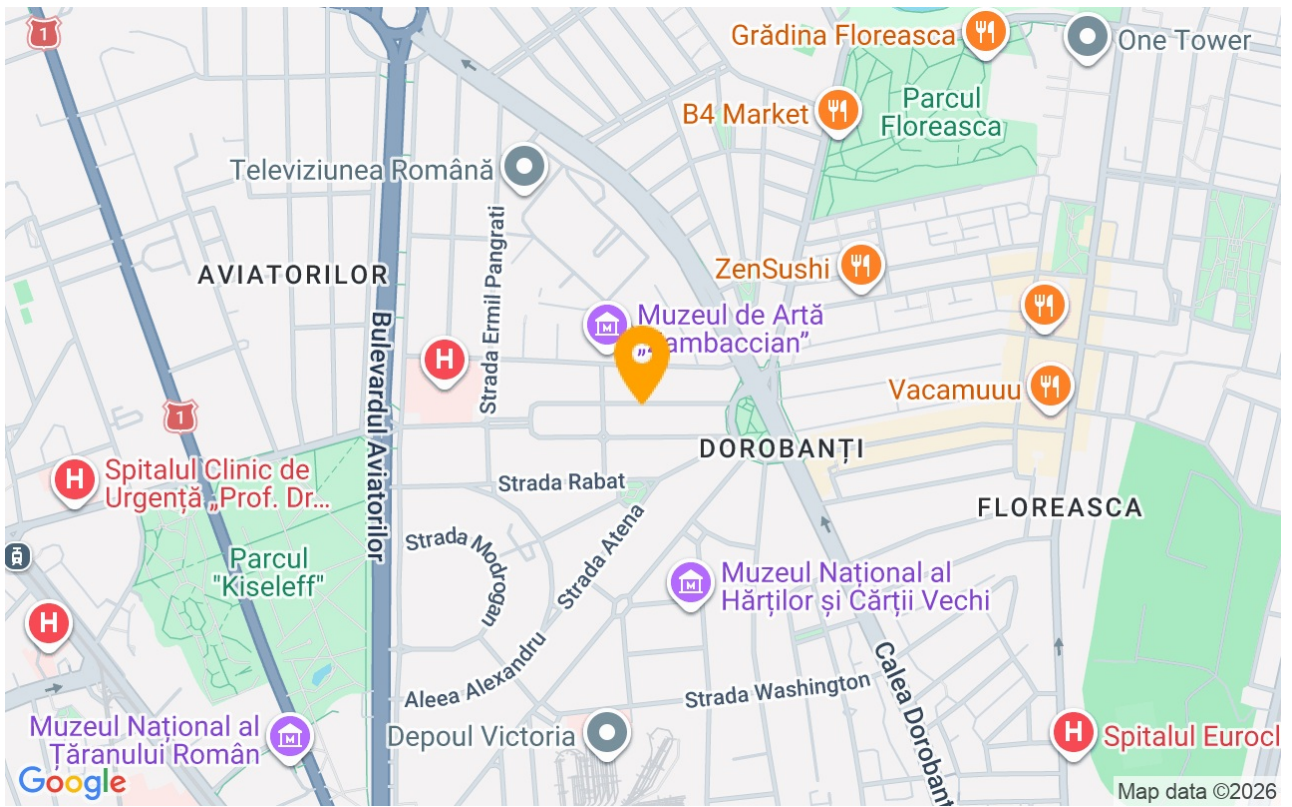 1
Grădina Floreasca
One Tower
B4 Market
Parcul
Floreasca
Televiziunea Română
Strada Ermil Pangrati
AVIATORILOR
ZenSushi
Muzeul de Artă
Bulevardul Aviatorilor
H
Vacamuuu
1
DOROBANȚI
H
Spitalul Clinic de
Urgență „Prof. Dr...
Strada Rabat
FLOREASCA
Strada Modrogan
Strada Atena
Parcul
"Kiseleff"
Muzeul Național al
Hărților și Cărții Vechi
H
Aleea Alexandru
Strada Washington
Calea Dorobanț
Muzeul Național al
Țăranului Român
Depoul Victoria
H
Spitalul Eurocl
Google
Map data ©2026